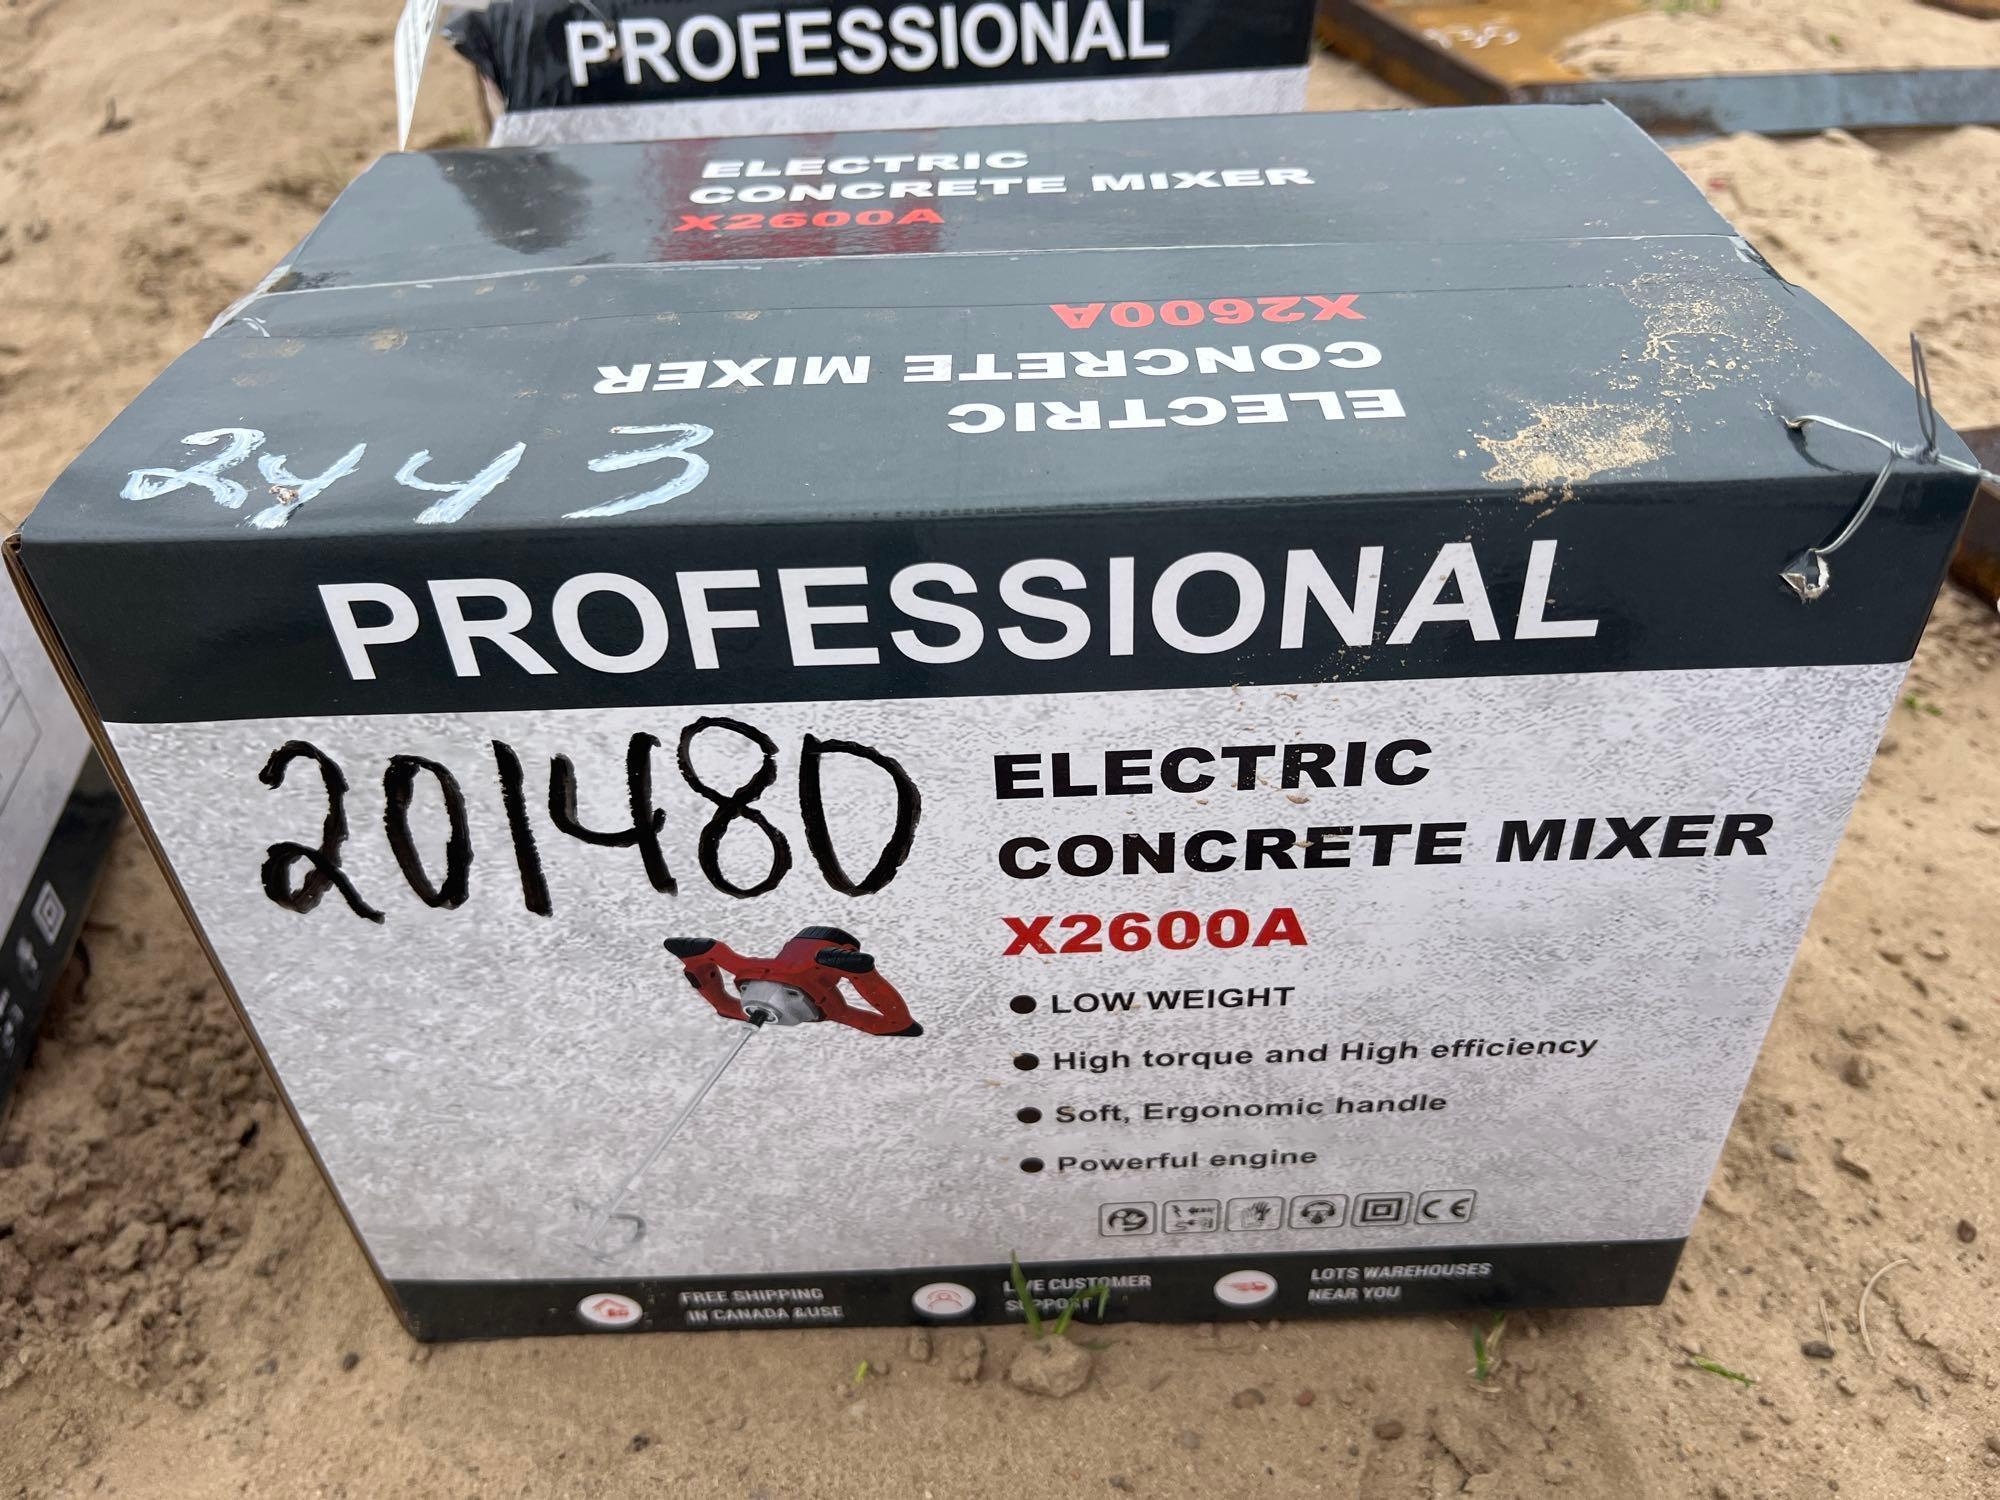 PROFESSIONAL
ELECTRIC
CONCRETE MIXER
X2600A
X2600A
CONCRETE MIXER
ELECTRIC
2443
PROFESSIONAL
201480
ELECTRIC
CONCRETE MIXER
X2600A
● LOW WEIGHT
● High torque and High efficiency
● Soft, Ergonomic handle
● Powerful engine
CE
FREE SHIPPING
IN CANADA &USE
LIVE CUSTOMER
SUPPORT
LOTS WAREHOUSES
NEAR YOU